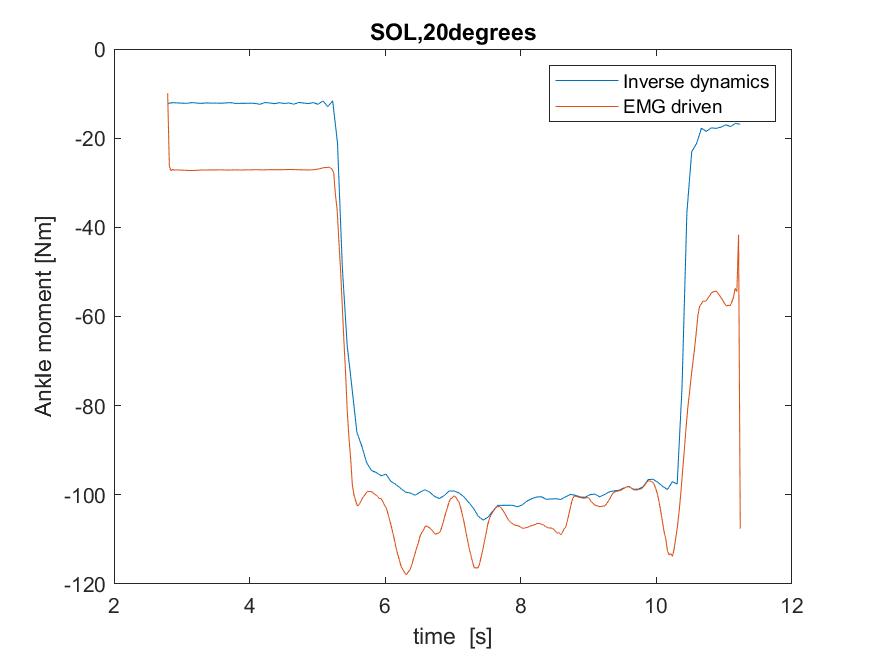 SOL,20degrees
Inverse dynamics
EMG driven
0
-20
-40
-60
-80
-100
-120
Ankle moment [Nm]
2 4 6 8 10 12
time [s]